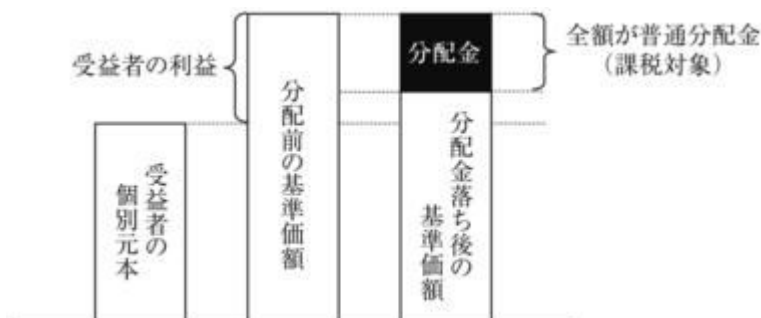 受益者の利益
分配金
全額が普通分配金
（課税対象）
受益者の
個別元本
分配前の基準価額
分配金落ち後の
基準価額